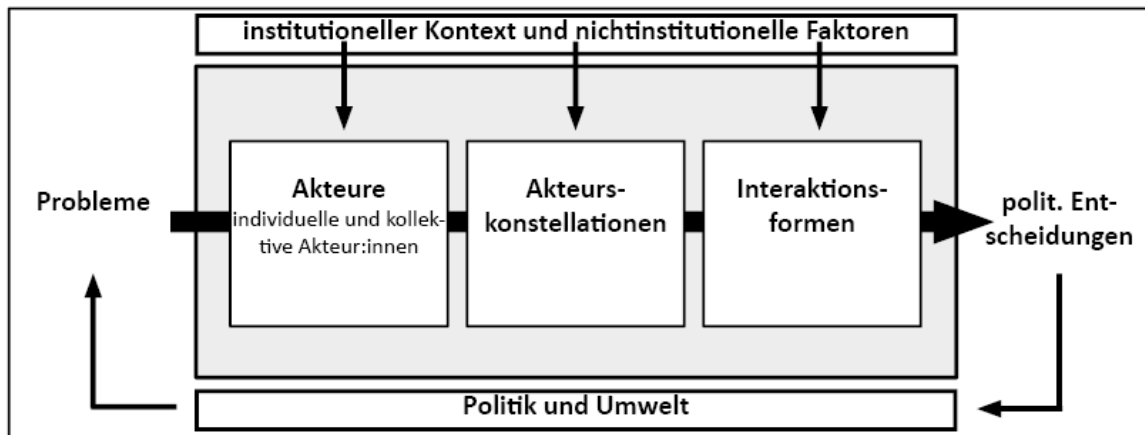 institutioneller Kontext und nichtinstitutionelle Faktoren
Probleme
Akteure
individuelle und kollek-
tive Akteur:innen
Akteurs-
konstellationen
Interaktions-
formen
polit. Ent-
scheidungen
Politik und Umwelt